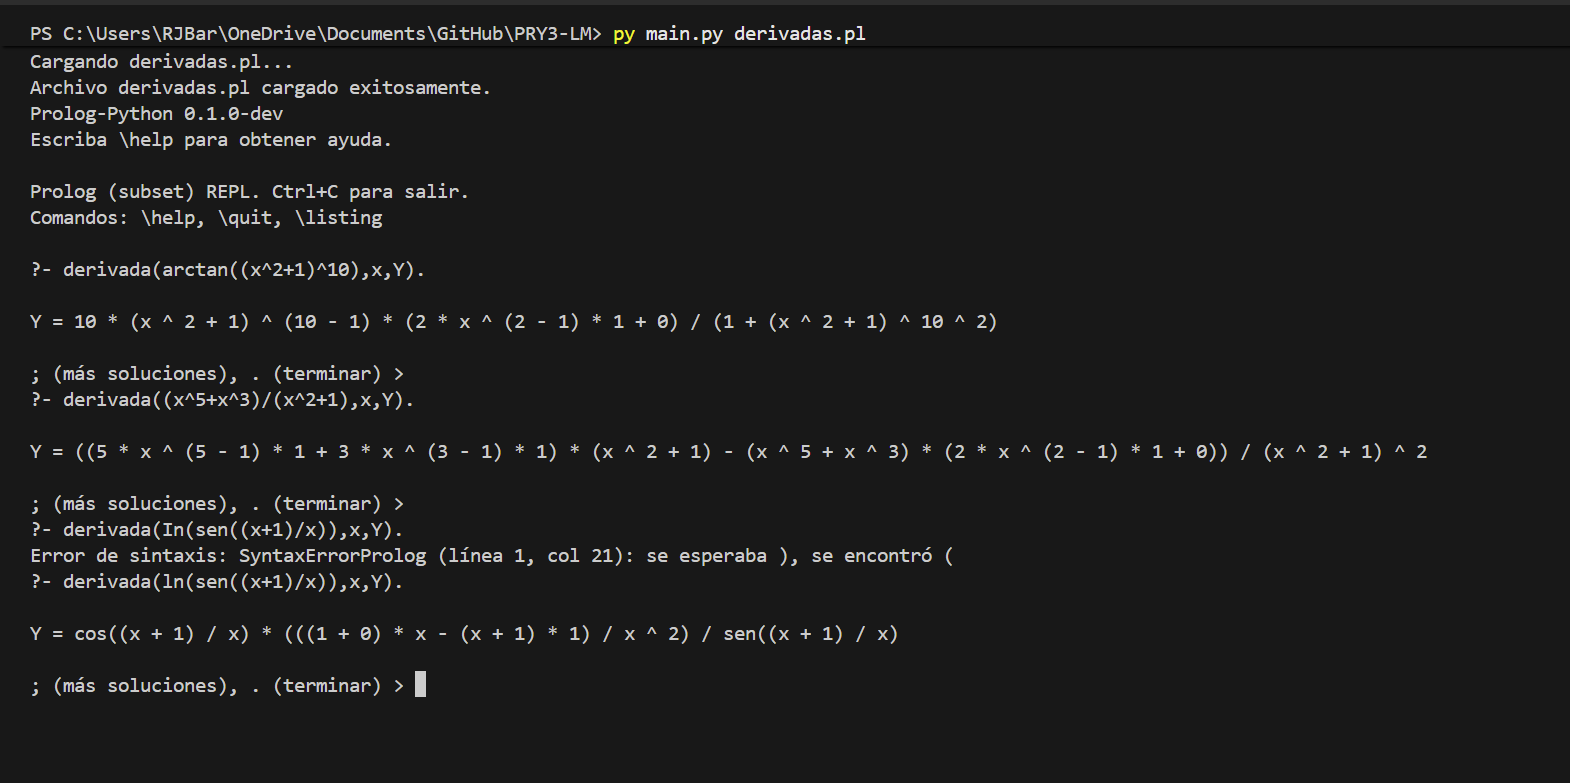 PS C:\Users\RJBar\OneDrive\Documents\GitHub\PRY3-LM> py main.py derivadas.pl
Cargando derivadas.pl...
Archivo derivadas.pl cargado exitosamente.
Prolog-Python 0.1.0-dev
Escriba \help para obtener ayuda.
Prolog (subset) REPL. Ctrl+C para salir.
Comandos: \help, \quit, \listing
?- derivada(arctan((x^2+1)^10),x,Y).
Y = 10 * (x ^ 2 + 1) ^ (10 - 1) * (2 * x ^ (2 - 1) * 1 + 0) / (1 + (x ^ 2 + 1) ^ 10 ^ 2)
; (más soluciones), . (terminar) >
?- derivada((x^5+x^3)/(x^2+1),x,Y).
Y = ((5 * x ^ (5 - 1) * 1 + 3 * x ^ (3 - 1) * 1) * (x ^ 2 + 1) - (x ^ 5 + x ^ 3) * (2 * x ^ (2 - 1) * 1 + 0)) / (x ^ 2 + 1) ^ 2
; (más soluciones), . (terminar) >
?- derivada(In(sen((x+1)/x)),x,Y).
Error de sintaxis: SyntaxErrorProlog (línea 1, col 21): se esperaba ), se encontró (
?- derivada(ln(sen((x+1)/x)),x,Y).
Y = cos((x + 1) / x) * (((1 + 0) * x - (x + 1) * 1) / x ^ 2) / sen((x + 1) / x)
; (más soluciones), . (terminar) >